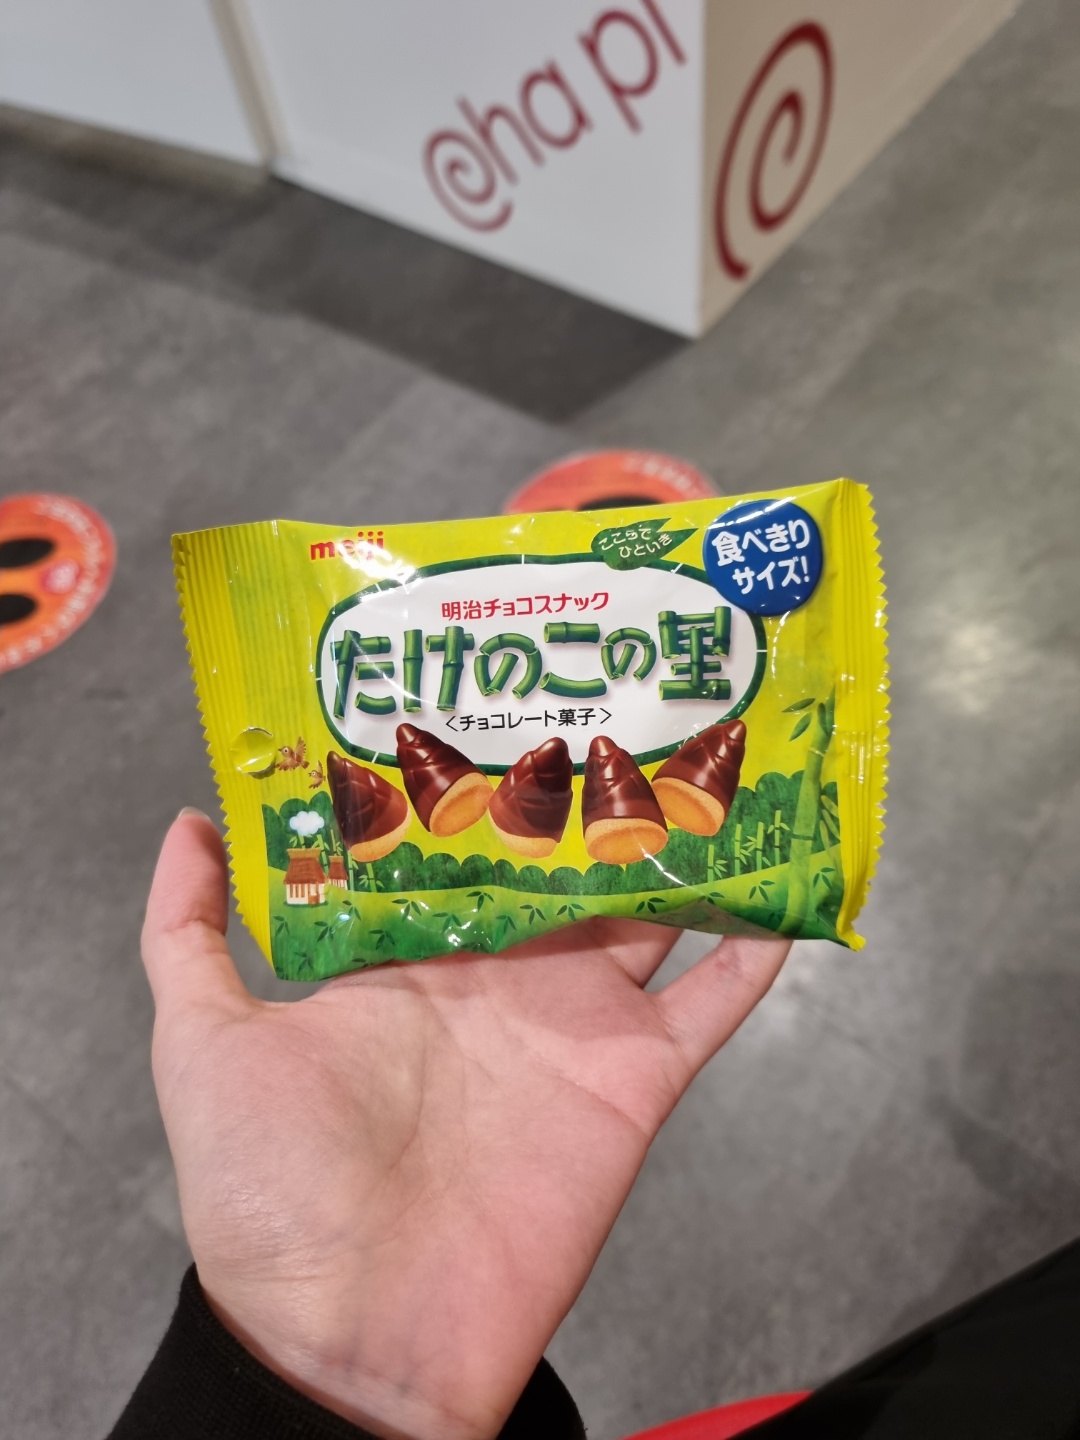 cha pi
meiji
ここらで
ひといき
食べきり
サイズ!
明治チョコスナック
たけのこの里
<チョコレート菓子>